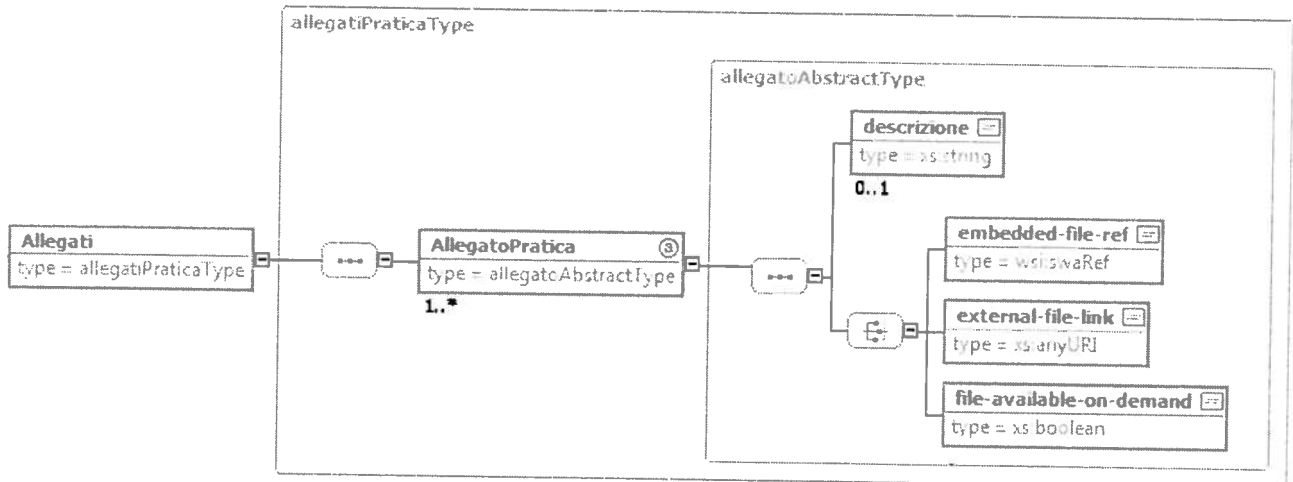 allegatiPraticaType
allegatoAbstractType
descrizione
type = xs:string
0..1
Allegati
type = allegatiPraticaType
AllegatoPratica 3
type = allegatoAbstractType
1..*
embedded-file-ref
type = wsi:swaRef
external-file-link
type = xs:anyURI
file-available-on-demand
type = xs:boolean